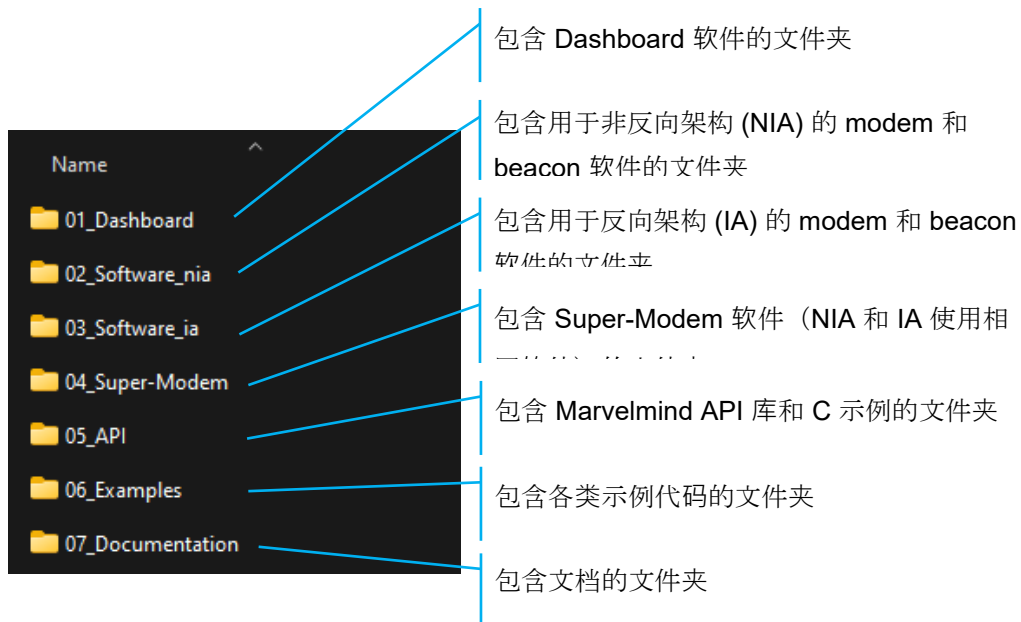 Name
01_Dashboard
02_Software_nia
03_Software_ia
04_Super-Modem
05_API
06_Examples
07_Documentation
包含 Dashboard 软件的文件夹
包含用于非反向架构 (NIA) 的 modem 和
beacon 软件的文件夹
包含用于反向架构 (IA) 的 modem 和 beacon
软件的文件夹
包含 Super-Modem 软件（NIA 和 IA 使用相
包含 Marvelmind API 库和 C 示例的文件夹
包含各类示例代码的文件夹
包含文档的文件夹